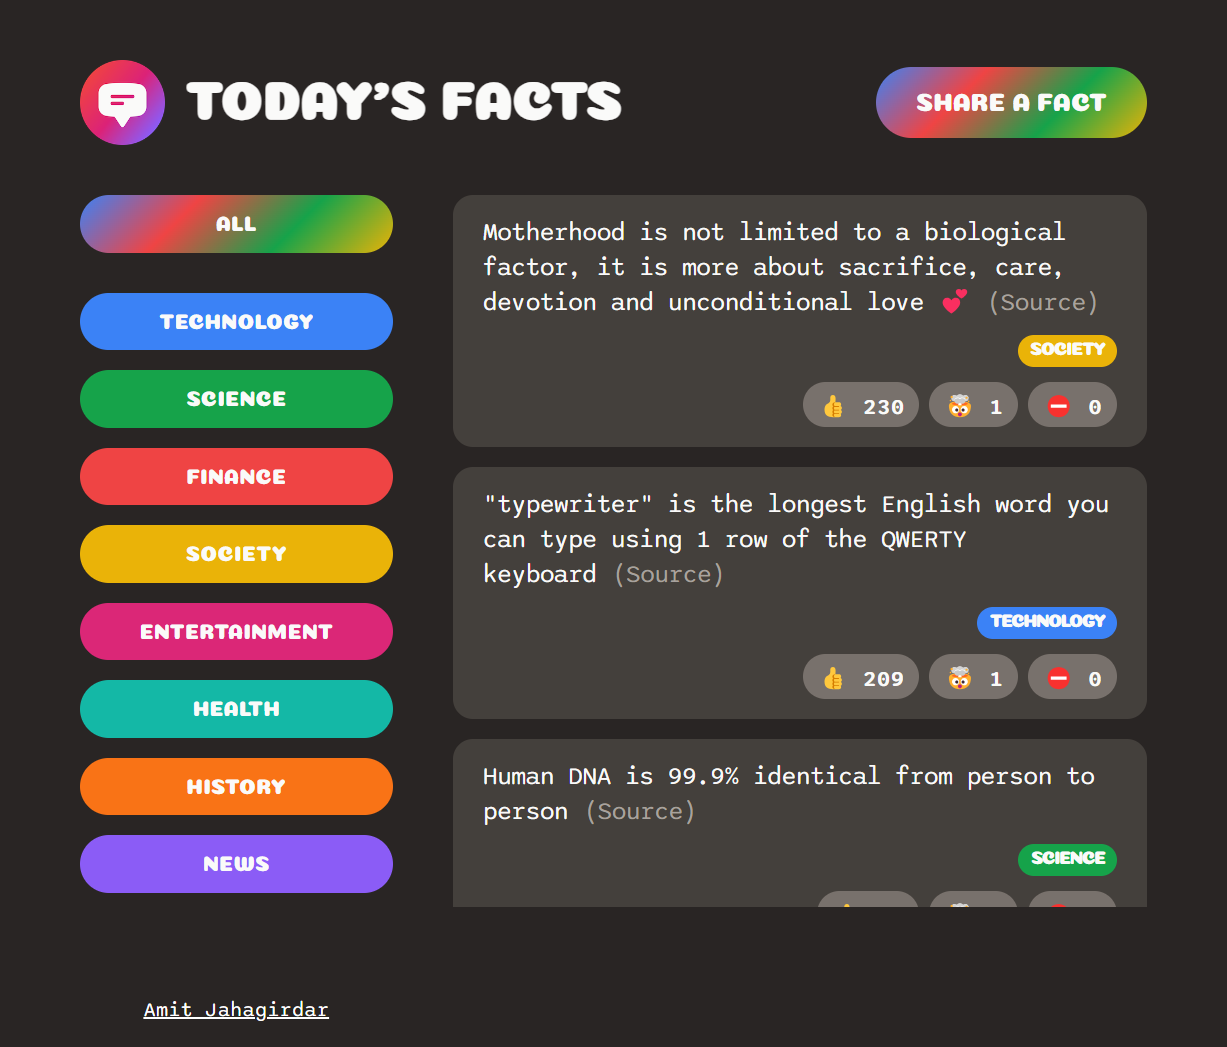 TODAY'S FACTS
SHARE A FACT
ALL
TECHNOLOGY
SCIENCE
FINANCE
SOCIETY
ENTERTAINMENT
HEALTH
HISTORY
NEWS
Motherhood is not limited to a biological
factor, it is more about sacrifice, care,
devotion and unconditional love 💕 (Source)
SOCIETY
👍 230 🤯 1 ⛔ 0
"typewriter" is the longest English word you
can type using 1 row of the QWERTY
keyboard (Source)
TECHNOLOGY
👍 209 🤯 1 ⛔ 0
Human DNA is 99.9% identical from person to
person (Source)
SCIENCE
Amit Jahagirdar